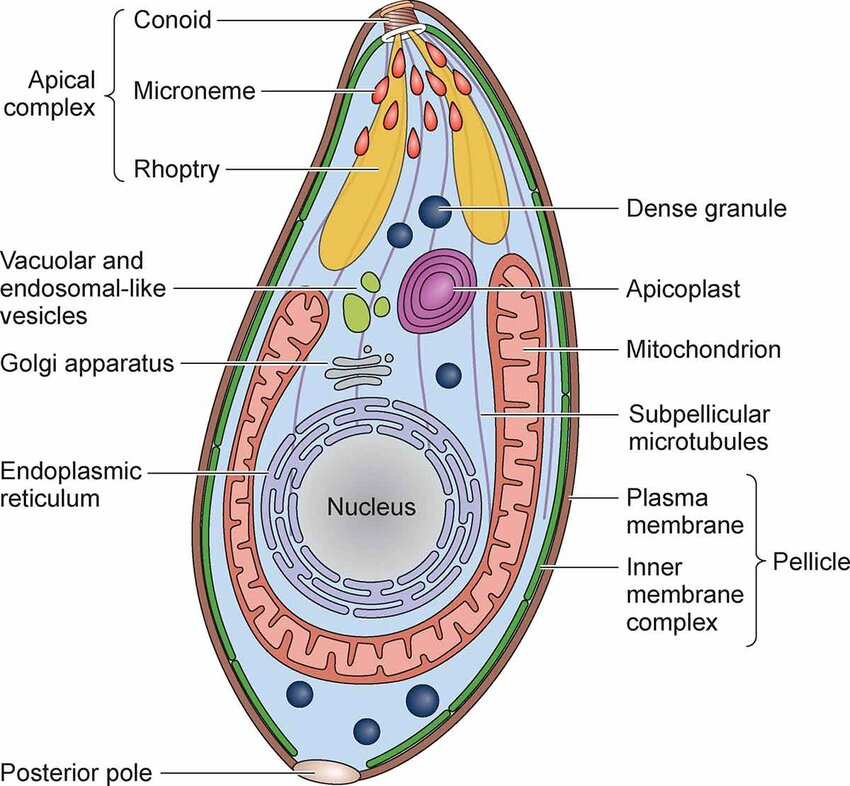 Conoid
Apical
complex
Microneme
Rhoptry
Dense granule
Vacuolar and
endosomal-like
vesicles
Apicoplast
Mitochondrion
Golgi apparatus
Subpellicular
microtubules
Endoplasmic
reticulum
Nucleus
Plasma
membrane
Pellicle
Inner
membrane
complex
Posterior pole